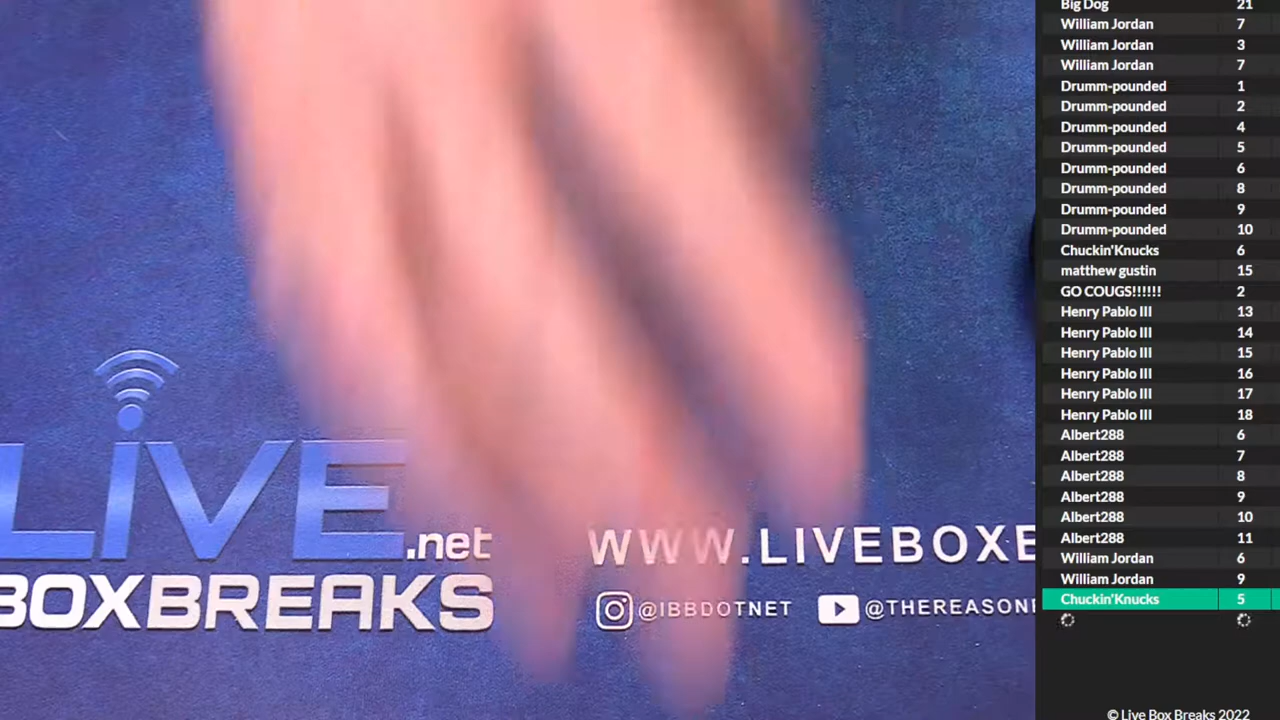 Big Dog 21
William Jordan 7
William Jordan 3
William Jordan 7
Drumm-pounded 1
Drumm-pounded 2
Drumm-pounded 4
Drumm-pounded 5
Drumm-pounded 6
Drumm-pounded 8
Drumm-pounded 9
Drumm-pounded 10
Chuckin'Knucks 6
matthew gustin 15
GO COUGS!!!!!! 2
Henry Pablo III 13
Henry Pablo III 14
Henry Pablo III 15
Henry Pablo III 16
Henry Pablo III 17
Henry Pablo III 18
Albert288 6
Albert288 7
Albert288 8
Albert288 9
Albert288 10
Albert288 11
William Jordan 6
William Jordan 9
Chuckin'Knucks 5
© Live Box Breaks 2022
LIVE.net
BOXBREAKS
WWW.LIVEBOXE
@IBBDOTNET @THEREASON